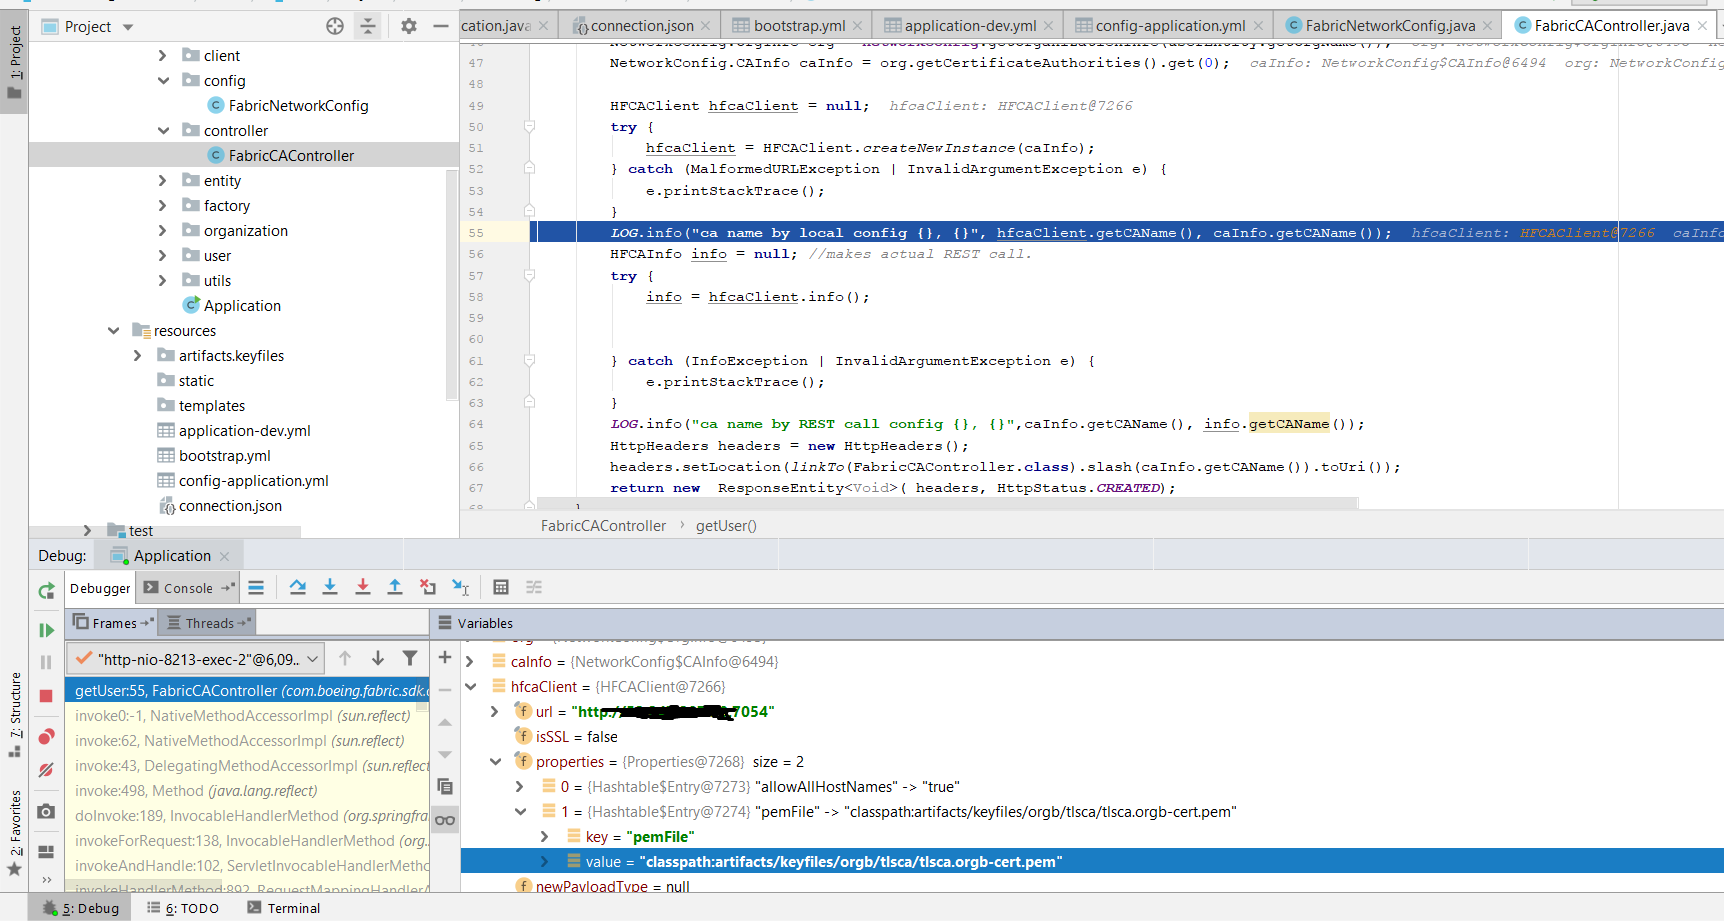 1: Project
Project
cation.java
connection.json
bootstrap.yml
application-dev.yml
config-application.yml
FabricNetworkConfig.java
FabricCAController.java
client
config
FabricNetworkConfig
controller
FabricCAController
entity
factory
organization
user
utils
Application
resources
artifacts.keyfiles
static
templates
application-dev.yml
bootstrap.yml
config-application.yml
connection.json
test
47 NetworkConfig.CAInfo caInfo = org.getCertificateAuthorities().get(0); caInfo: NetworkConfig$CAInfo@6494 org: NetworkConfig
48
49 HFCAClient hfcaClient = null; hfcaClient: HFCAClient@7266
50 try {
51 hfcaClient = HFCAClient.createNewInstance(caInfo);
52 } catch (MalformedURLException | InvalidArgumentException e) {
53 e.printStackTrace();
54 }
55 LOG.info("ca name by local config {}, {}", hfcaClient.getCAName(), caInfo.getCAName()); hfcaClient: HFCAClient@7266 caInfo
56 HFCAInfo info = null; //makes actual REST call.
57 try {
58 info = hfcaClient.info();
59
60
61 } catch (InfoException | InvalidArgumentException e) {
62 e.printStackTrace();
63 }
64 LOG.info("ca name by REST call config {}, {}",caInfo.getCAName(), info.getCAName());
65 HttpHeaders headers = new HttpHeaders();
66 headers.setLocation(linkTo(FabricCAController.class).slash(caInfo.getCAName()).toUri());
67 return new ResponseEntity<Void>( headers, HttpStatus.CREATED);
68 }
FabricCAController › getUser()
Debug: Application
Debugger Console
Frames Threads
Variables
"http-nio-8213-exec-2"@6,09...
getUser:55, FabricCAController (com.boeing.fabric.sdk.c
invoke0:-1, NativeMethodAccessorImpl (sun.reflect)
invoke:62, NativeMethodAccessorImpl (sun.reflect)
invoke:43, DelegatingMethodAccessorImpl (sun.reflect
invoke:498, Method (java.lang.reflect)
doInvoke:189, InvocableHandlerMethod (org.springfra
invokeForRequest:138, InvocableHandlerMethod (org.
invokeAndHandle:102, ServletInvocableHandlerMethod
invokeHandlerMethod:892, RequestMappingHandlerA
caInfo = {NetworkConfig$CAInfo@6494}
hfcaClient = {HFCAClient@7266}
url = "http:// 7054"
isSSL = false
properties = {Properties@7268} size = 2
0 = {Hashtable$Entry@7273} "allowAllHostNames" -> "true"
1 = {Hashtable$Entry@7274} "pemFile" -> "classpath:artifacts/keyfiles/orgb/tlsca/tlsca.orgb-cert.pem"
key = "pemFile"
value = "classpath:artifacts/keyfiles/orgb/tlsca/tlsca.orgb-cert.pem"
newPayloadType = null
7: Structure
2: Favorites
5: Debug
6: TODO
Terminal